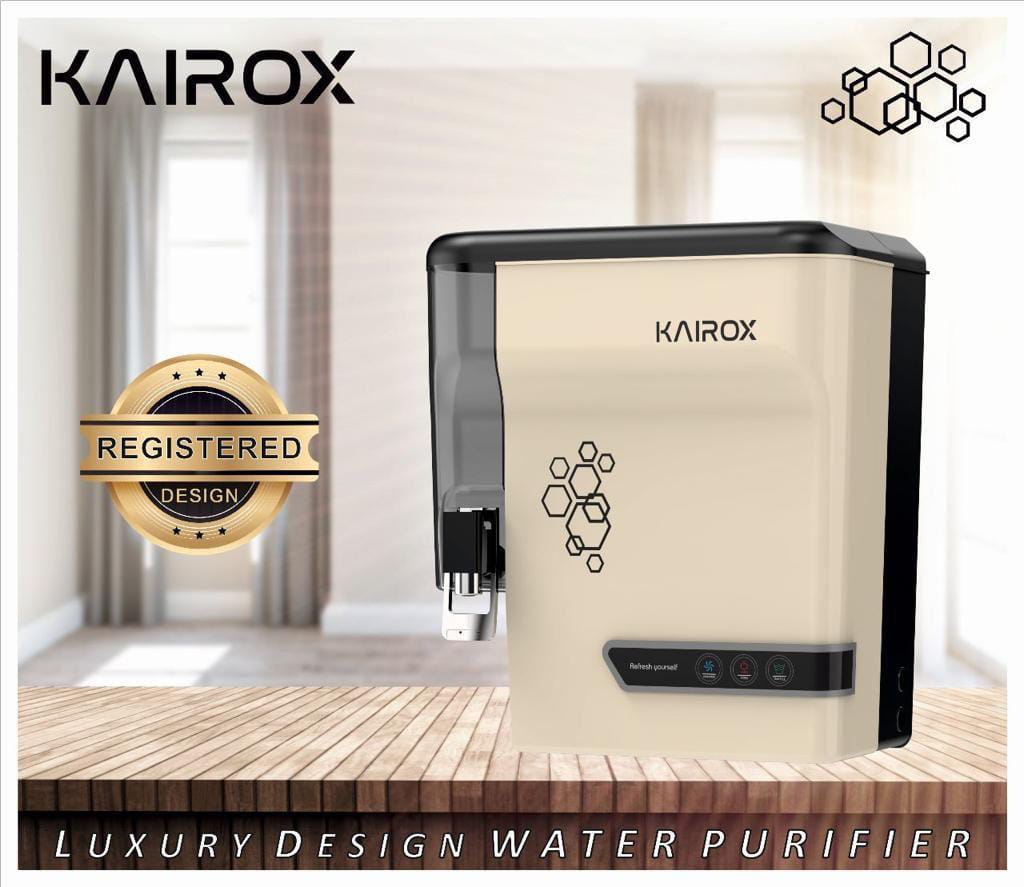 KAIROX
KAIROX
REGISTERED
DESIGN
Refresh yourself
LUXURY DESIGN WATER PURIFIER